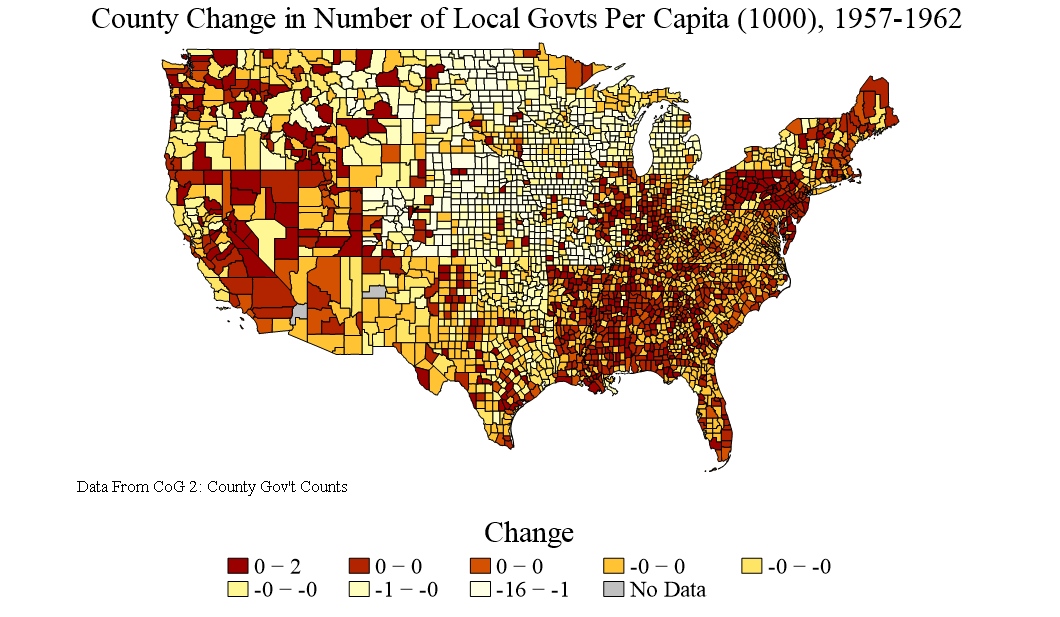 County Change in Number of Local Govts Per Capita (1000), 1957-1962
Data From CoG 2: County Gov't Counts
Change
0 − 2 0 − 0 0 − 0 -0 − 0 -0 − -0
-0 − -0 -1 − -0 -16 − -1 No Data